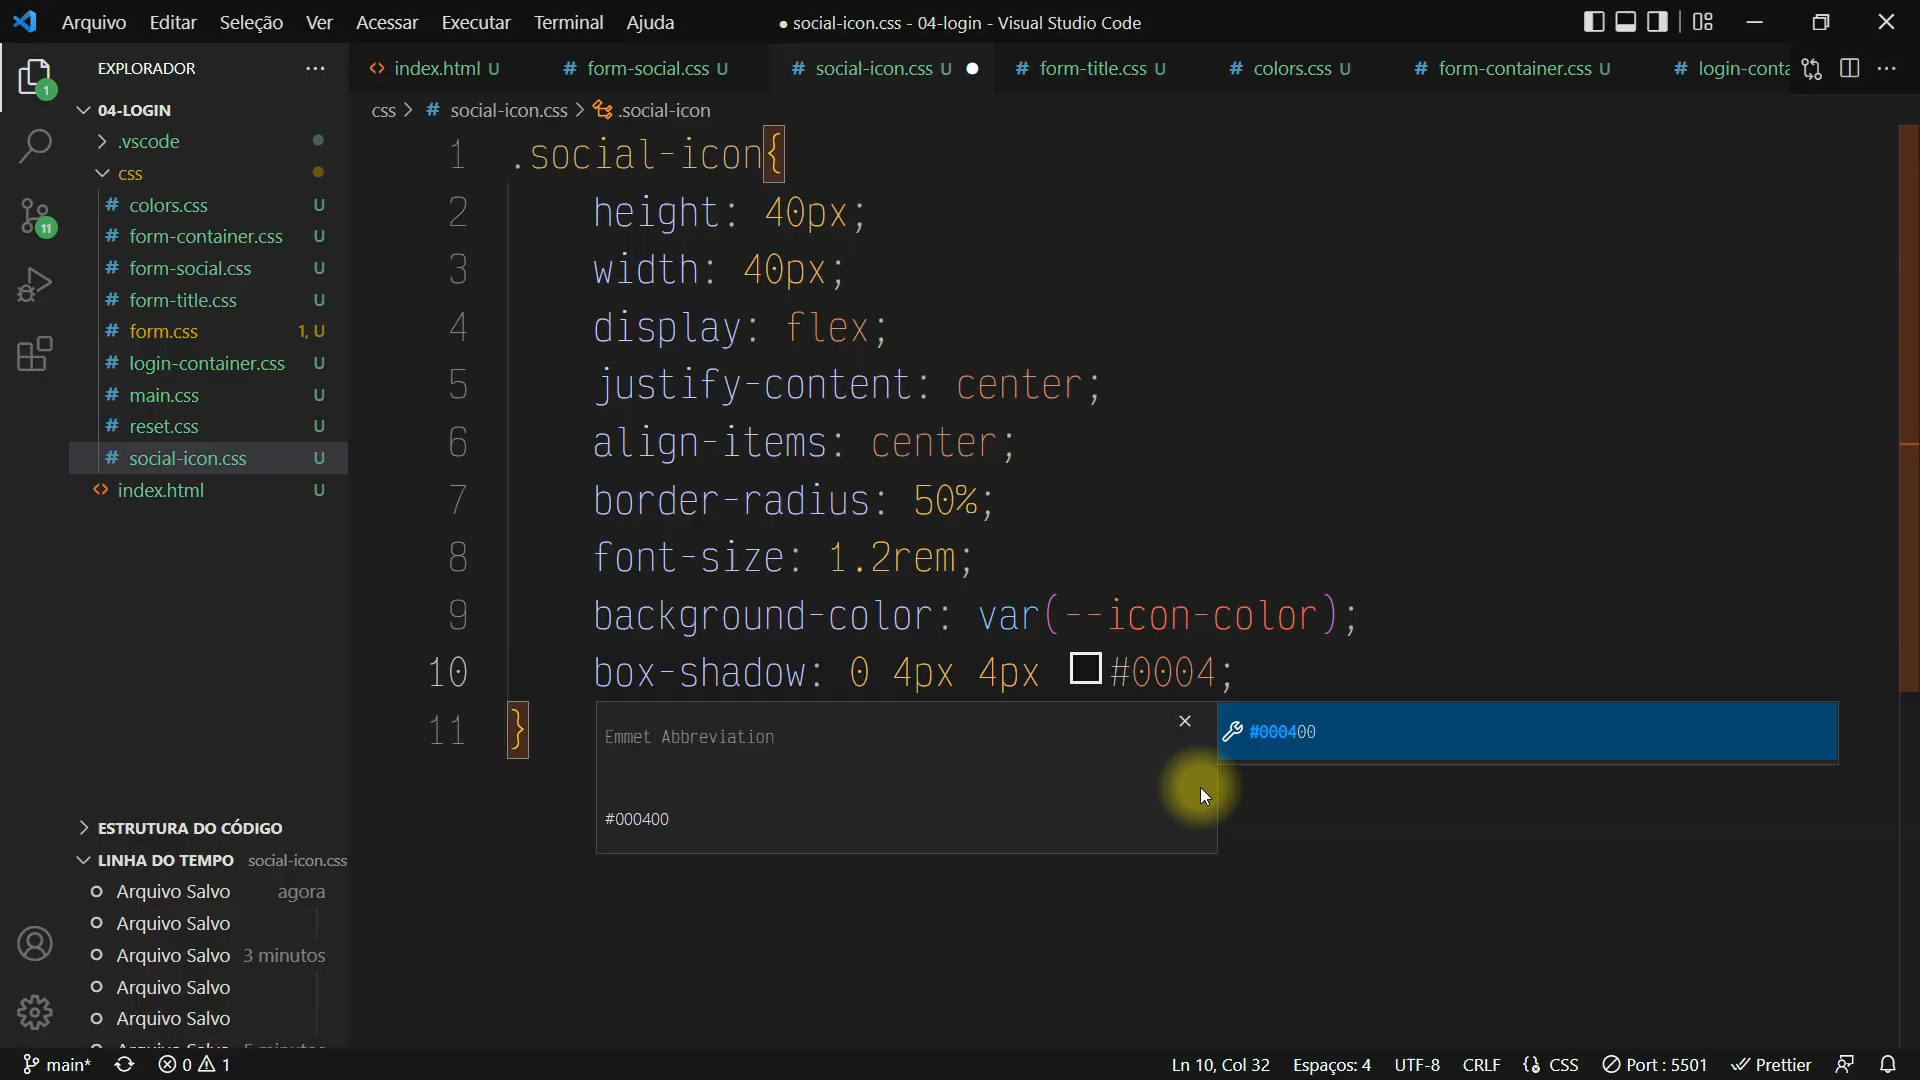 Arquivo Editar Seleção Ver Acessar Executar Terminal Ajuda
● social-icon.css - 04-login - Visual Studio Code
EXPLORADOR ···
index.html U
# form-social.css U
# social-icon.css U ●
# form-title.css U
# colors.css U
# form-container.css U
# login-conta
css > # social-icon.css > .social-icon
1
04-LOGIN
.vscode
css
# colors.css U
# form-container.css U
# form-social.css U
# form-title.css U
# form.css 1, U
# login-container.css U
# main.css U
# reset.css U
# social-icon.css U
<> index.html U
11
ESTRUTURA DO CÓDIGO
LINHA DO TEMPO social-icon.css
Arquivo Salvo agora
Arquivo Salvo
Arquivo Salvo 3 minutos
Arquivo Salvo
Arquivo Salvo
1 .social-icon{
2 height: 40px;
3 width: 40px;
4 display: flex;
5 justify-content: center;
6 align-items: center;
7 border-radius: 50%;
8 font-size: 1.2rem;
9 background-color: var(--icon-color);
10 box-shadow: 0 4px 4px #0004;
11 }
Emmet Abbreviation
#000400
#000400
main* 0 1
Ln 10, Col 32 Espaços: 4 UTF-8 CRLF {} CSS Port : 5501 Prettier